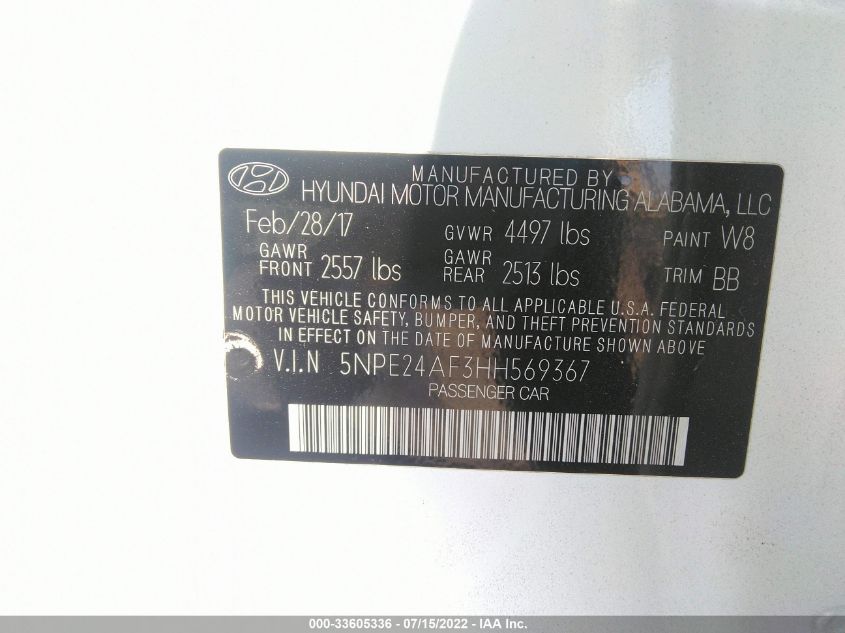 MANUFACTURED BY
HYUNDAI MOTOR MANUFACTURING ALABAMA, LLC
Feb/28/17 GVWR 4497 lbs PAINT W8
GAWR FRONT 2557 lbs GAWR REAR 2513 lbs TRIM BB
THIS VEHICLE CONFORMS TO ALL APPLICABLE U.S.A. FEDERAL
MOTOR VEHICLE SAFETY, BUMPER, AND THEFT PREVENTION STANDARDS
IN EFFECT ON THE DATE OF MANUFACTURE SHOWN ABOVE.
V.I.N 5NPE24AF3HH569367
PASSENGER CAR
000-33605336 - 07/15/2022 - IAA Inc.